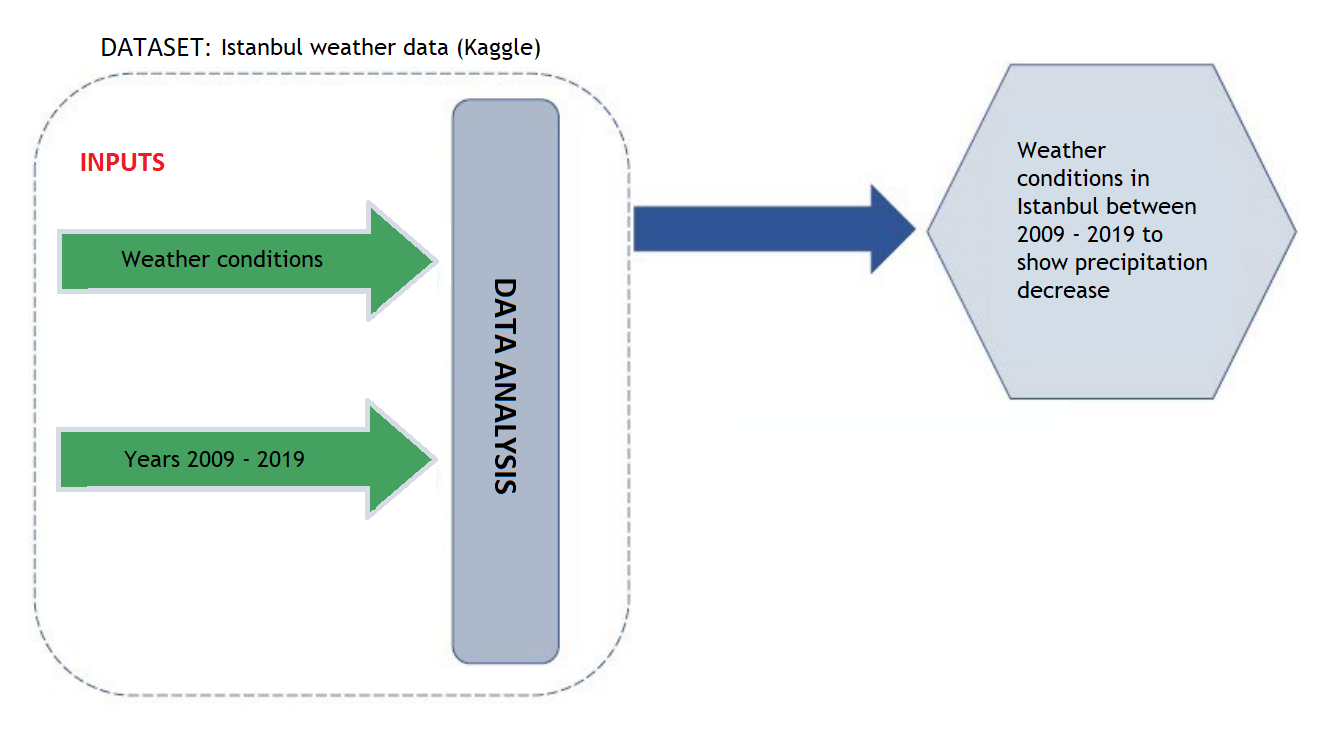 DATASET: Istanbul weather data (Kaggle)
INPUTS
Weather conditions
Years 2009 - 2019
DATA ANALYSIS
Weather
conditions in
Istanbul between
2009 - 2019 to
show precipitation
decrease